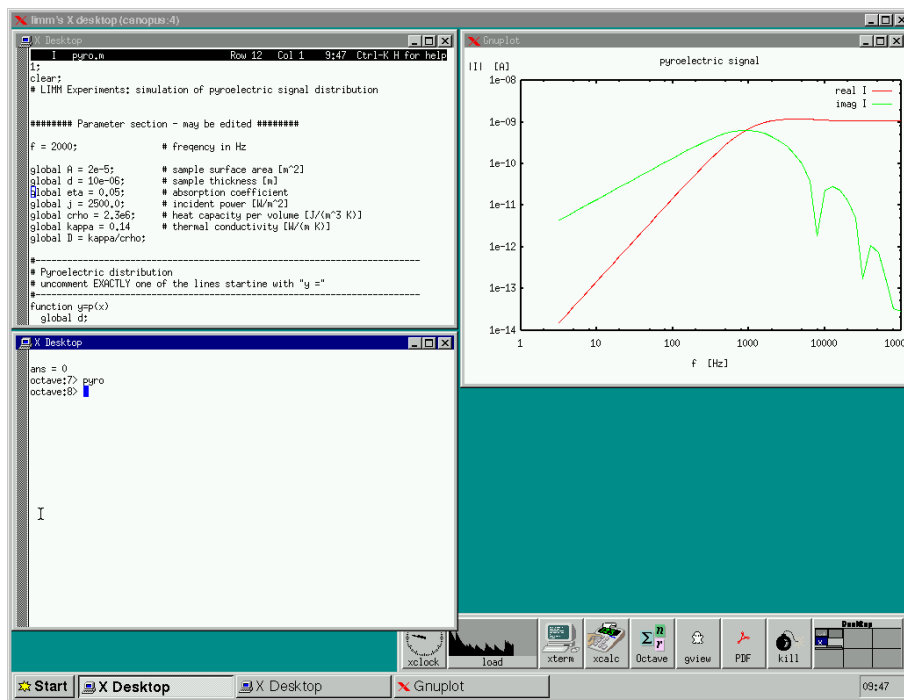 limm's X desktop (canopus:4)
X Desktop
I pyro.m Row 12 Col 1 9:47 Ctrl-K H for help
1;
clear;
# LIMM Experiments: simulation of pyroelectric signal distribution
######## Parameter section - may be edited ########
f = 2000; # freqency in Hz
global A = 2e-5; # sample surface area [m^2]
global d = 10e-06; # sample thickness [m]
global eta = 0.05; # absorption coefficient
global j = 2500.0; # incident power [W/m^2]
global crho = 2.3e6; # heat capacity per volume [J/(m^3 K)]
global kappa = 0.14 # thermal conductivity [W/(m K)]
global D = kappa/crho;
#-----------------------------------------------------------------------
# Pyroelectric distribution
# uncomment EXACTLY one of the lines startine with "y ="
#-----------------------------------------------------------------------
function y=p(x)
global d;
X Desktop
ans = 0
octave:7> pyro
octave:8>
Gnuplot
pyroelectric signal
|I| [A]
1e-08
1e-09
1e-10
1e-11
1e-12
1e-13
1e-14
real I
imag I
1 10 100 1000 10000 1000
f [Hz]
xclock
load
xterm
xcalc
Σ n r
Octave
gview
PDF
kill
DeskTop
X
Start
X Desktop
X Desktop
Gnuplot
09:47